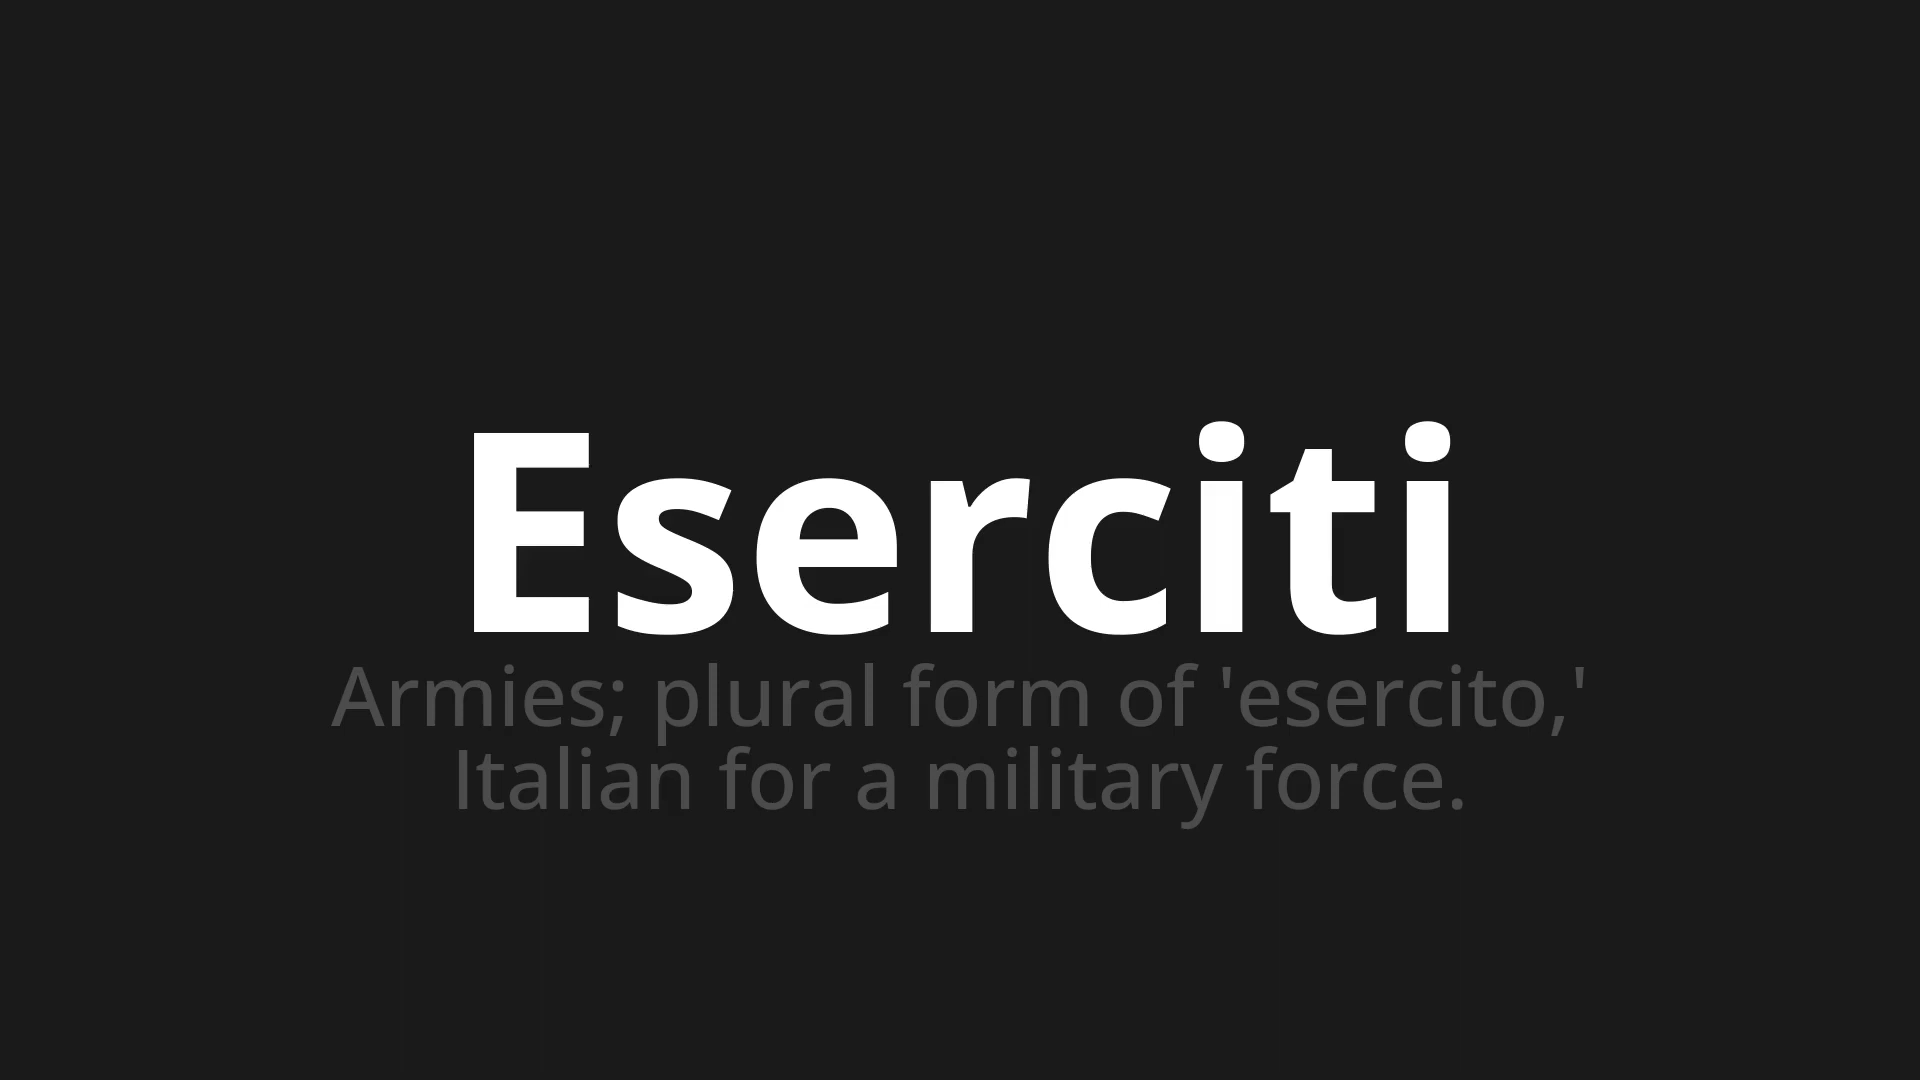 Eserciti
Armies; plural form of 'esercito,'
Italian for a military force.